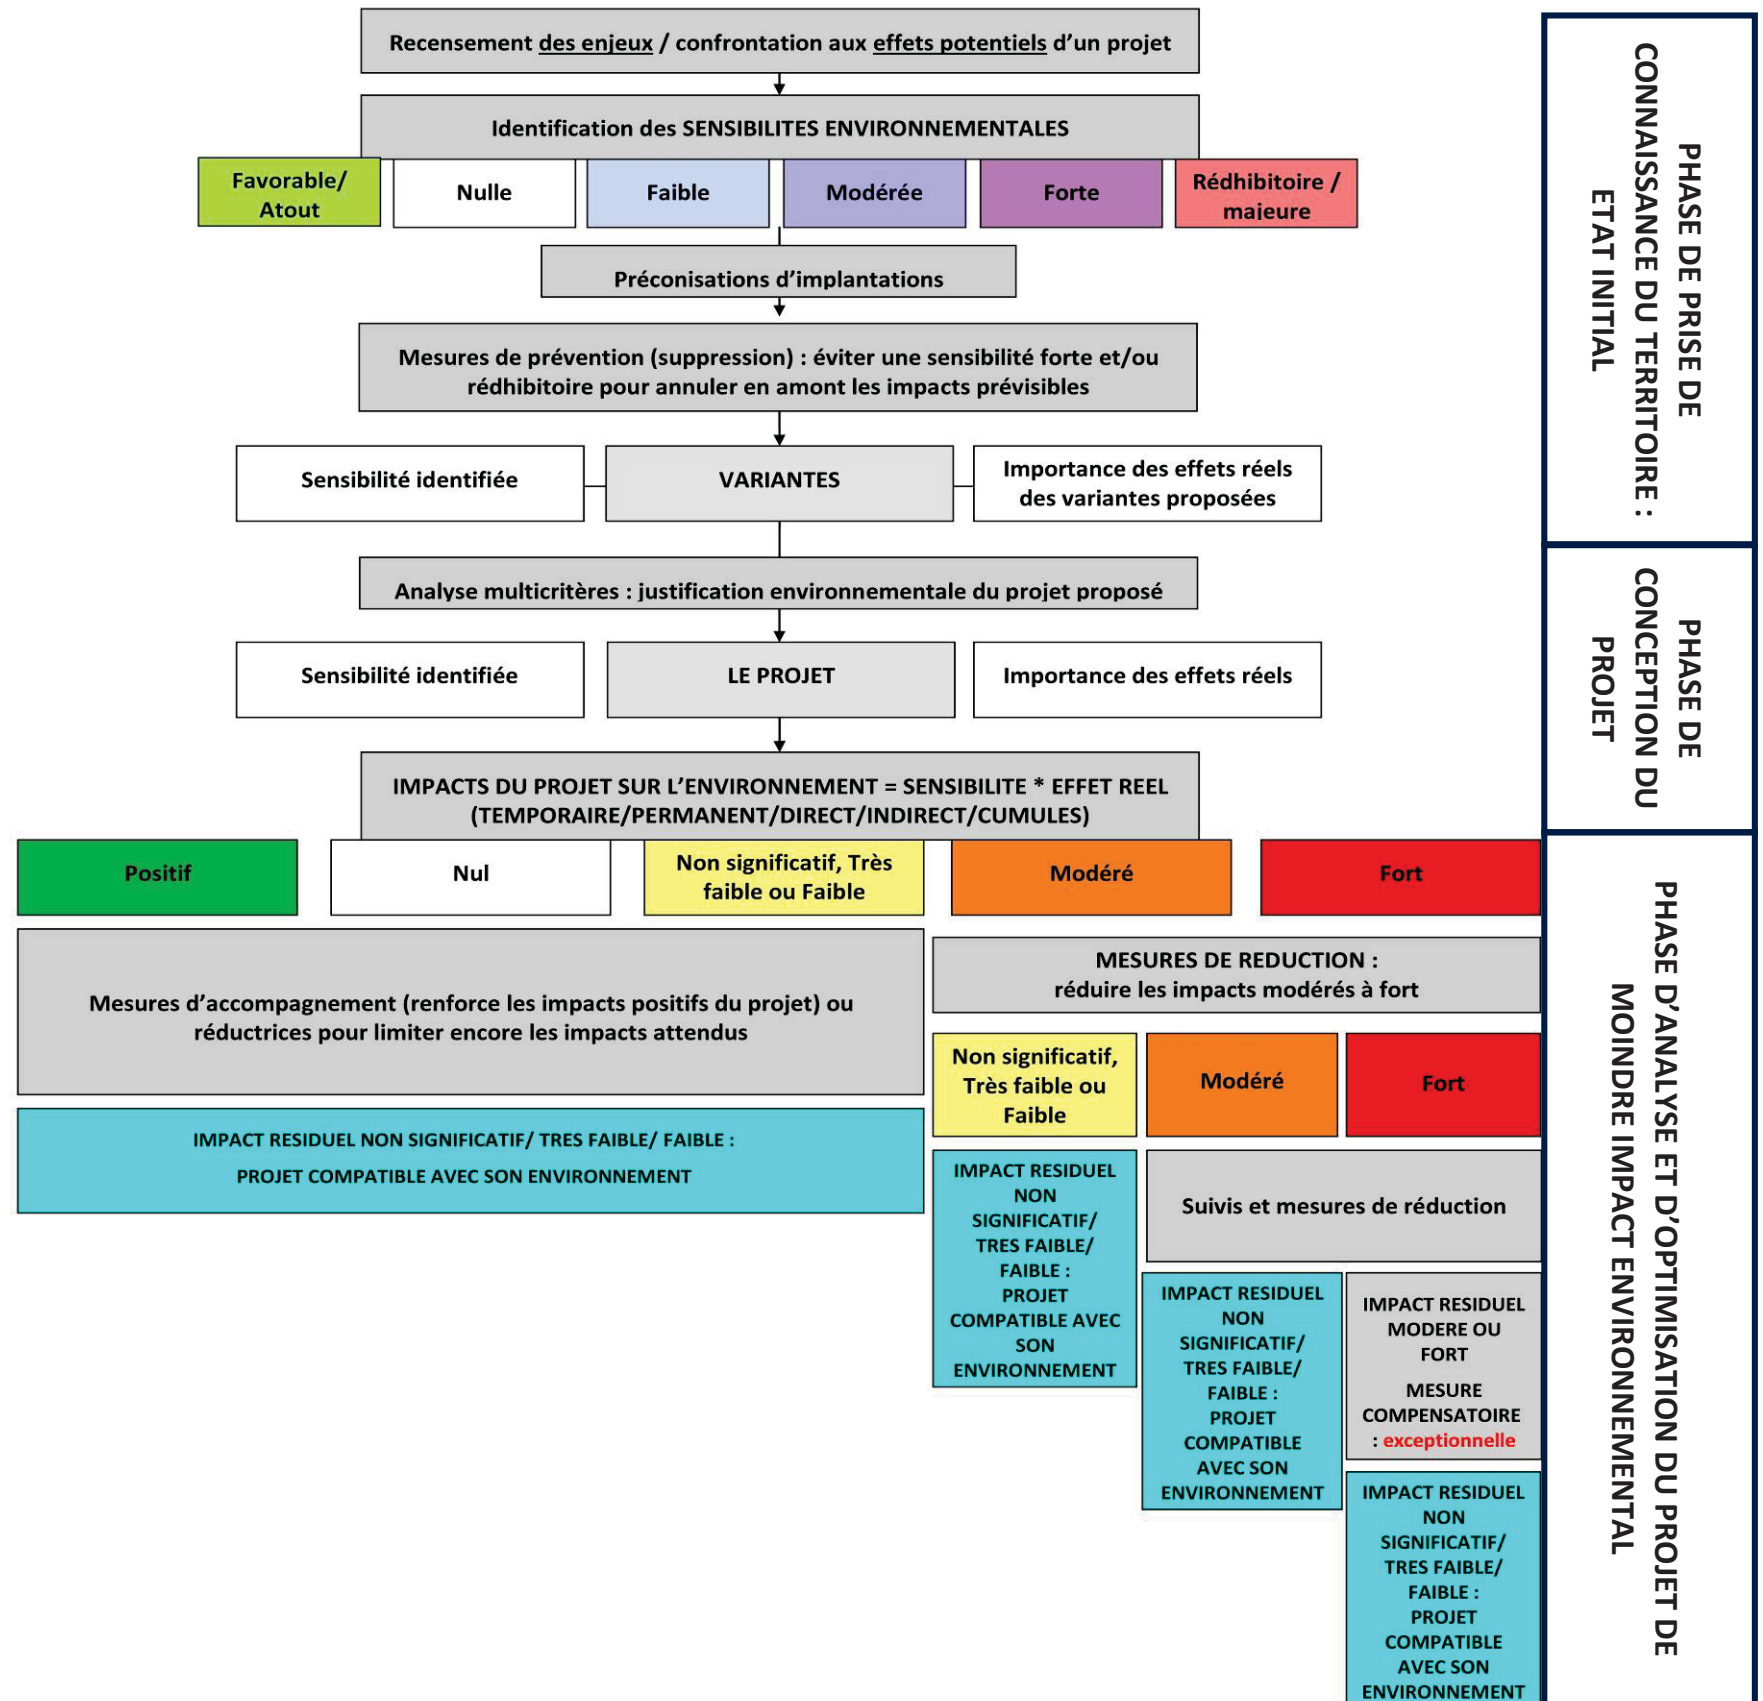 Recensement des enjeux / confrontation aux effets potentiels d’un projet
Identification des SENSIBILITES ENVIRONNEMENTALES
Favorable/
Atout
Nulle
Faible
Modérée
Forte
Rédhibitoire /
majeure
Préconisations d’implantations
Mesures de prévention (suppression) : éviter une sensibilité forte et/ou
rédhibitoire pour annuler en amont les impacts prévisibles
Sensibilité identifiée
VARIANTES
Importance des effets réels
des variantes proposées
Analyse multicritères : justification environnementale du projet proposé
Sensibilité identifiée
LE PROJET
Importance des effets réels
IMPACTS DU PROJET SUR L’ENVIRONNEMENT = SENSIBILITE * EFFET REEL
(TEMPORAIRE/PERMANENT/DIRECT/INDIRECT/CUMULES)
Positif
Nul
Non significatif, Très
faible ou Faible
Modéré
Fort
Mesures d’accompagnement (renforce les impacts positifs du projet) ou
réductrices pour limiter encore les impacts attendus
MESURES DE REDUCTION :
réduire les impacts modérés à fort
Non significatif,
Très faible ou
Faible
Modéré
Fort
IMPACT RESIDUEL NON SIGNIFICATIF/ TRES FAIBLE/ FAIBLE :
PROJET COMPATIBLE AVEC SON ENVIRONNEMENT
IMPACT RESIDUEL
NON
SIGNIFICATIF/
TRES FAIBLE/
FAIBLE :
PROJET
COMPATIBLE AVEC
SON
ENVIRONNEMENT
Suivis et mesures de réduction
IMPACT RESIDUEL
NON
SIGNIFICATIF/
TRES FAIBLE/
FAIBLE :
PROJET
COMPATIBLE
AVEC SON
ENVIRONNEMENT
IMPACT RESIDUEL
MODERE OU
FORT
MESURE
COMPENSATOIRE
: exceptionnelle
IMPACT RESIDUEL
NON
SIGNIFICATIF/
TRES FAIBLE/
FAIBLE :
PROJET
COMPATIBLE
AVEC SON
ENVIRONNEMENT
PHASE DE PRISE DE
CONNAISSANCE DU TERRITOIRE :
ETAT INITIAL
PHASE DE
CONCEPTION DU
PROJET
PHASE D’ANALYSE ET D’OPTIMISATION DU PROJET DE
MOINDRE IMPACT ENVIRONNEMENTAL